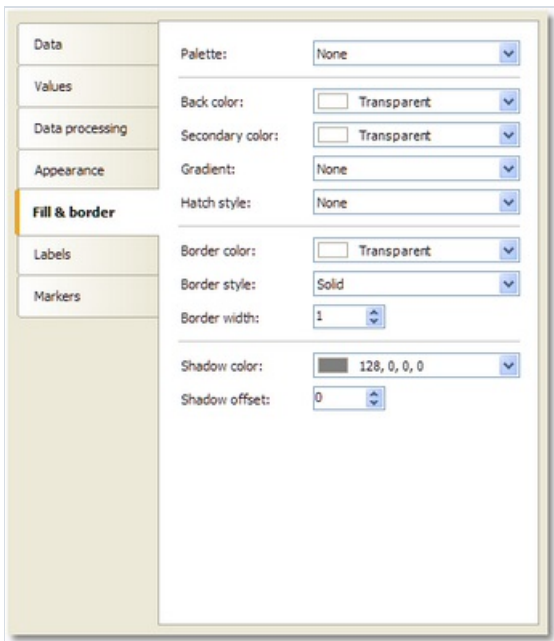 Data
Values
Data processing
Appearance
Fill & border
Labels
Markers
Palette: None
Back color: Transparent
Secondary color: Transparent
Gradient: None
Hatch style: None
Border color: Transparent
Border style: Solid
Border width: 1
Shadow color: 128, 0, 0, 0
Shadow offset: 0